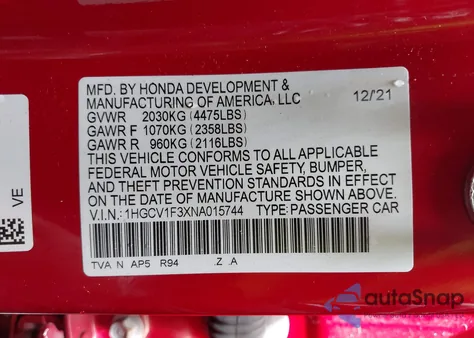 MFD. BY HONDA DEVELOPMENT &
MANUFACTURING OF AMERICA, LLC 12/21
GVWR 2030KG (4475LBS)
GAWR F 1070KG (2358LBS)
GAWR R 960KG (2116LBS)
THIS VEHICLE CONFORMS TO ALL APPLICABLE
FEDERAL MOTOR VEHICLE SAFETY, BUMPER,
AND THEFT PREVENTION STANDARDS IN EFFECT
ON THE DATE OF MANUFACTURE SHOWN ABOVE.
V.I.N.: 1HGCV1F3XNA015744 TYPE: PASSENGER CAR
TVA N AP5 R94 .Z .A
VE
autoSnap